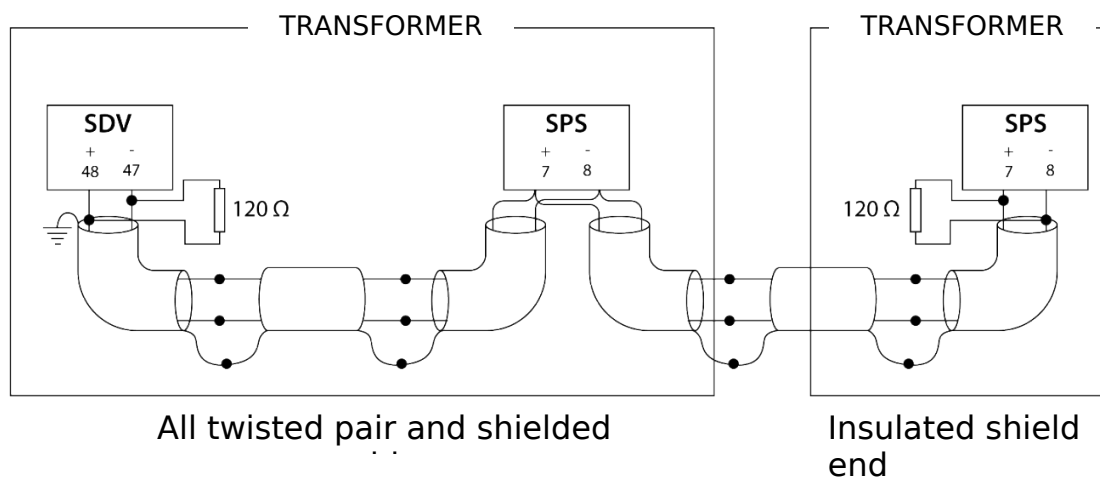 TRANSFORMER
TRANSFORMER
SDV
+ -
48 47
120 Ω
SPS
+ -
7 8
SPS
+ -
7 8
120 Ω
All twisted pair and shielded
Insulated shield
end